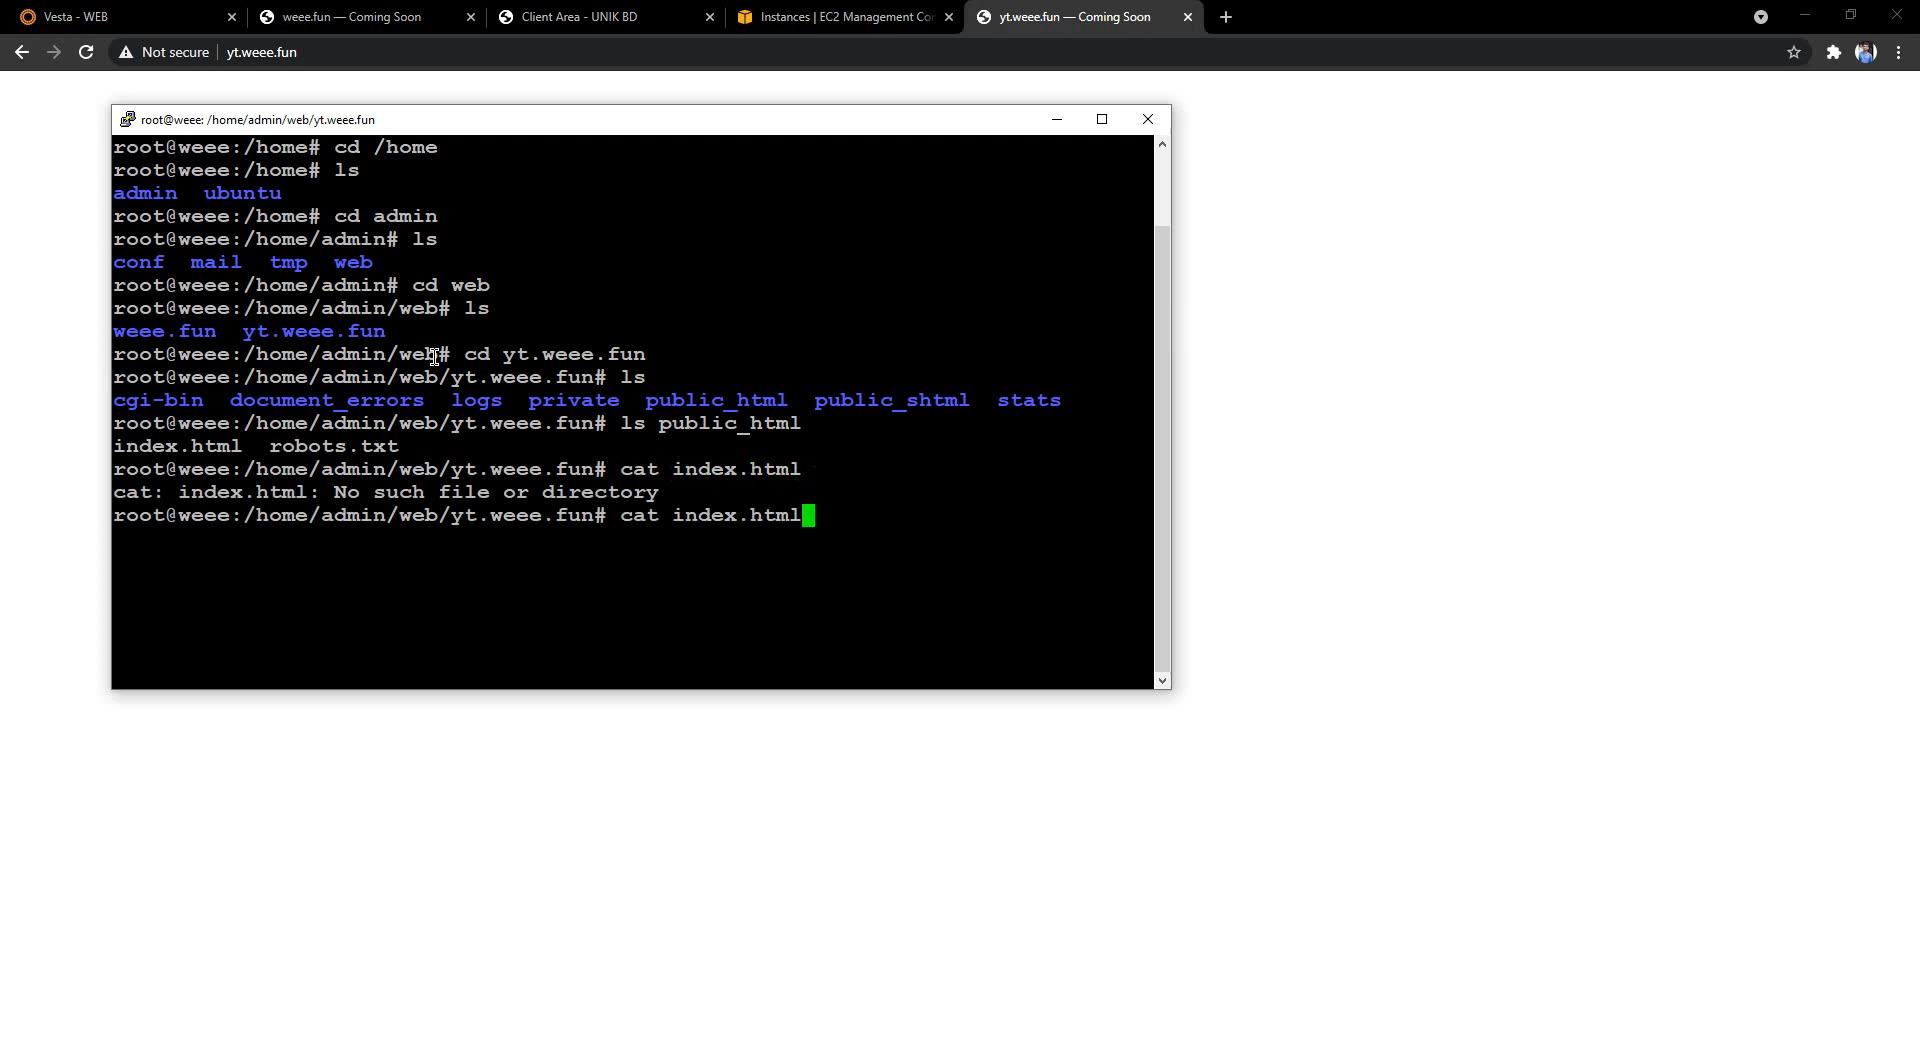 Vesta - WEB
weee.fun — Coming Soon
Client Area - UNIK BD
Instances | EC2 Management Co
yt.weee.fun — Coming Soon
Not secure
yt.weee.fun
root@weee: /home/admin/web/yt.weee.fun
root@weee:/home# cd /home
root@weee:/home# ls
admin  ubuntu
root@weee:/home# cd admin
root@weee:/home/admin# ls
conf  mail  tmp  web
root@weee:/home/admin# cd web
root@weee:/home/admin/web# ls
weee.fun  yt.weee.fun
root@weee:/home/admin/web# cd yt.weee.fun
root@weee:/home/admin/web/yt.weee.fun# ls
cgi-bin  document_errors  logs  private  public_html  public_shtml  stats
root@weee:/home/admin/web/yt.weee.fun# ls public_html
index.html  robots.txt
root@weee:/home/admin/web/yt.weee.fun# cat index.html
cat: index.html: No such file or directory
root@weee:/home/admin/web/yt.weee.fun# cat index.html